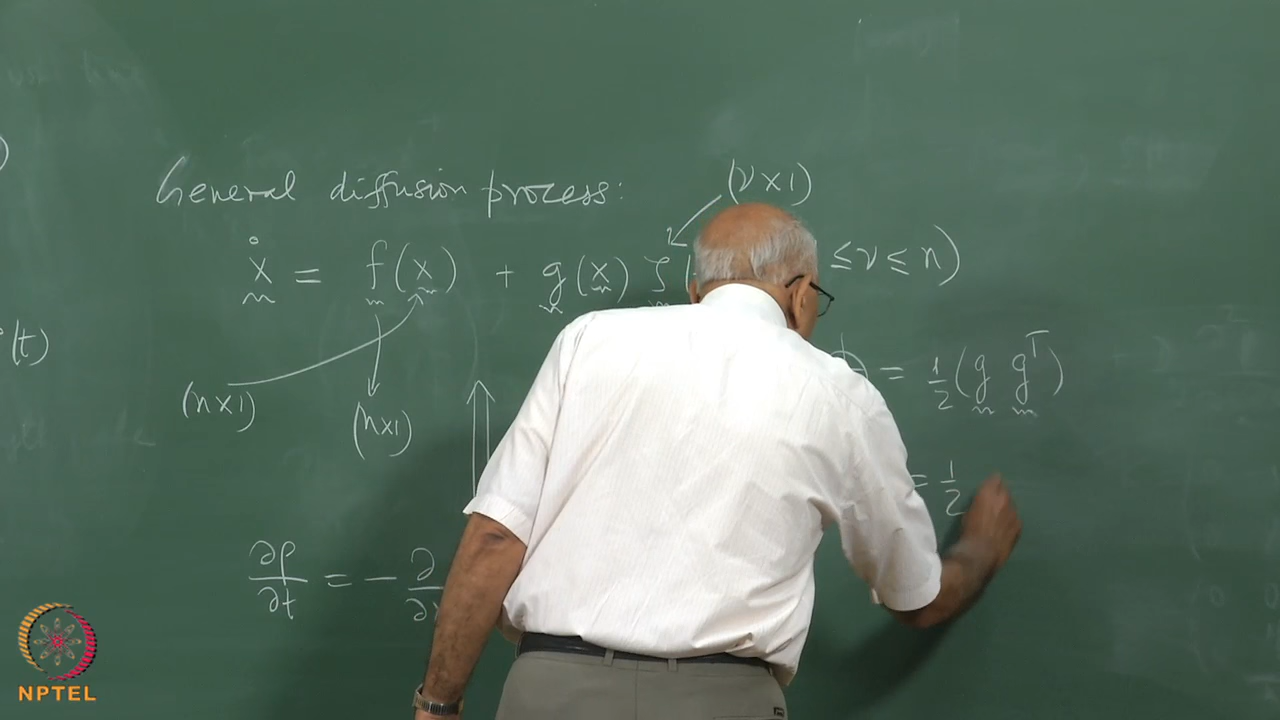 (ν×1)
General diffusion process:
ẋ = f(x) + g(x) ζ( ≤ν≤n)
(t)
= ½(g gᵀ)
(n×1) (n×1)
= ½
∂ρ/∂t = − ∂/∂x
NPTEL